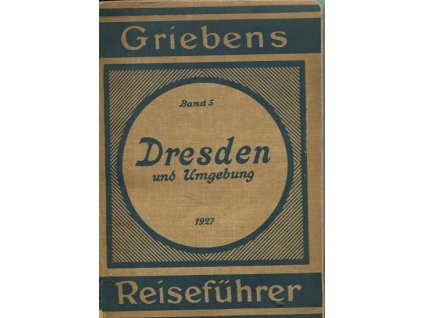 Griebens
Band 5
Dresden
und Umgebung
1927
Reiseführer